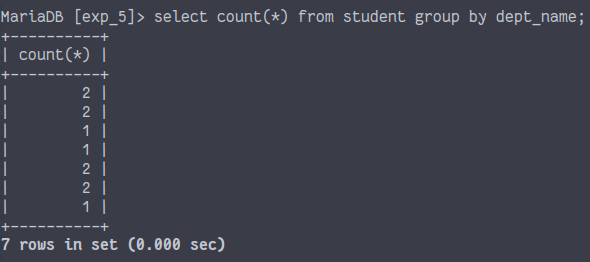 MariaDB [exp_5]> select count(*) from student group by dept_name;
+----------+
| count(*) |
+----------+
|        2 |
|        2 |
|        1 |
|        1 |
|        2 |
|        2 |
|        1 |
+----------+
7 rows in set (0.000 sec)